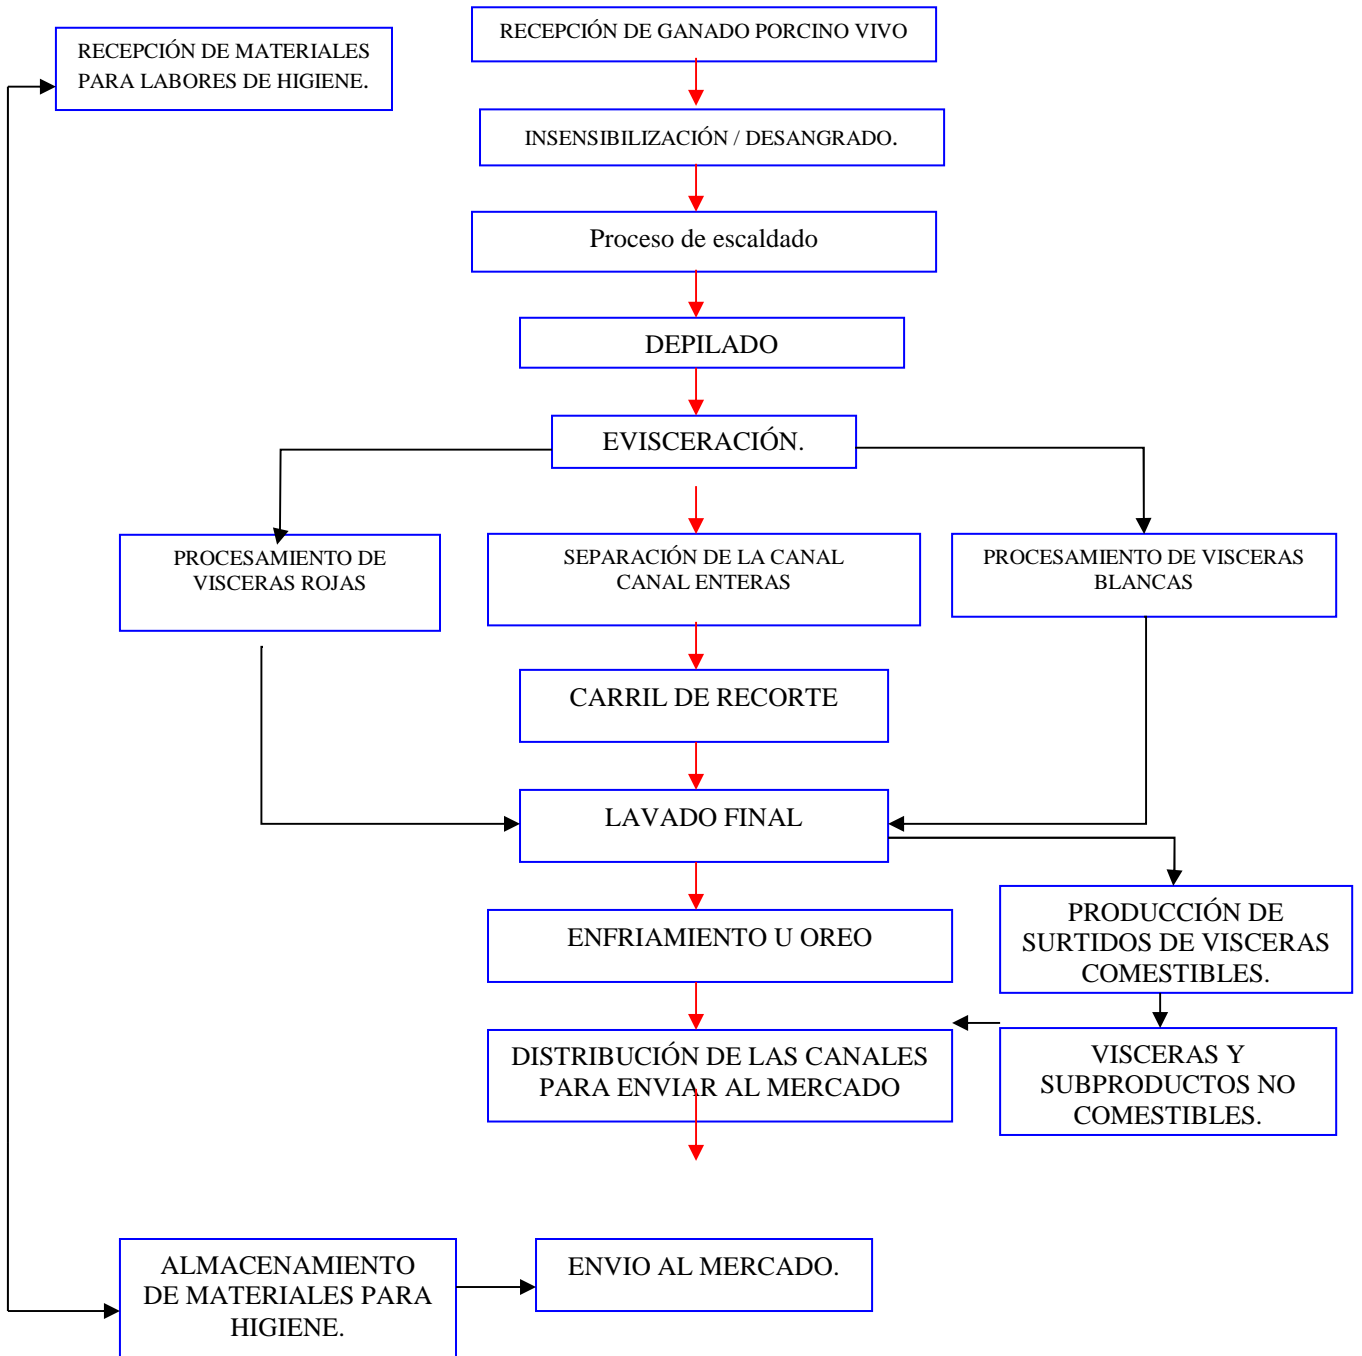 RECEPCIÓN DE GANADO PORCINO VIVO
RECEPCIÓN DE MATERIALES
PARA LABORES DE HIGIENE.
INSENSIBILIZACIÓN / DESANGRADO.
Proceso de escaldado
DEPILADO
EVISCERACIÓN.
PROCESAMIENTO DE
VISCERAS ROJAS
SEPARACIÓN DE LA CANAL
CANAL ENTERAS
PROCESAMIENTO DE VISCERAS
BLANCAS
CARRIL DE RECORTE
LAVADO FINAL
ENFRIAMIENTO U OREO
PRODUCCIÓN DE
SURTIDOS DE VISCERAS
COMESTIBLES.
DISTRIBUCIÓN DE LAS CANALES
PARA ENVIAR AL MERCADO
VISCERAS Y
SUBPRODUCTOS NO
COMESTIBLES.
ALMACENAMIENTO
DE MATERIALES PARA
HIGIENE.
ENVIO AL MERCADO.